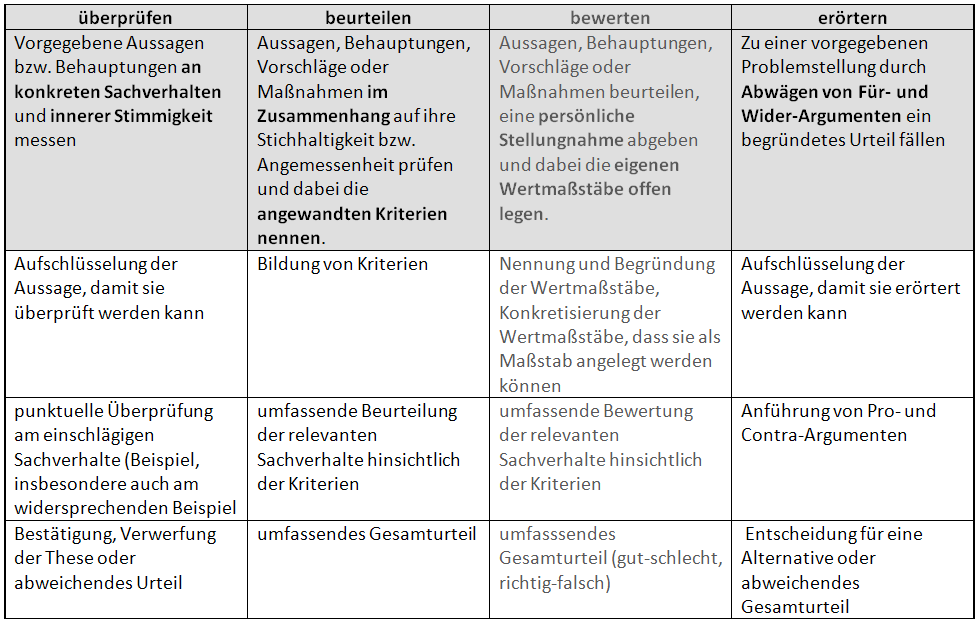 überprüfen
beurteilen
bewerten
erörtern
Vorgegebene Aussagen
bzw. Behauptungen an
konkreten Sachverhalten
und innerer Stimmigkeit
messen
Aussagen, Behauptungen,
Vorschläge oder
Maßnahmen im
Zusammenhang auf ihre
Stichhaltigkeit bzw.
Angemessenheit prüfen
und dabei die
angewandten Kriterien
nennen.
Aussagen, Behauptungen,
Vorschläge oder
Maßnahmen beurteilen,
eine persönliche
Stellungnahme abgeben
und dabei die eigenen
Wertmaßstäbe offen
legen.
Zu einer vorgegebenen
Problemstellung durch
Abwägen von Für- und
Wider-Argumenten ein
begründetes Urteil fällen
Aufschlüsselung der
Aussage, damit sie
überprüft werden kann
Bildung von Kriterien
Nennung und Begründung
der Wertmaßstäbe,
Konkretisierung der
Wertmaßstäbe, dass sie als
Maßstab angelegt werden
können
Aufschlüsselung der
Aussage, damit sie erörtert
werden kann
punktuelle Überprüfung
am einschlägigen
Sachverhalte (Beispiel,
insbesondere auch am
widersprechenden Beispiel
umfassende Beurteilung
der relevanten
Sachverhalte hinsichtlich
der Kriterien
umfassende Bewertung
der relevanten
Sachverhalte hinsichtlich
der Kriterien
Anführung von Pro- und
Contra-Argumenten
Bestätigung, Verwerfung
der These oder
abweichendes Urteil
umfassendes Gesamturteil
umfasssendes
Gesamturteil (gut-schlecht,
richtig-falsch)
Entscheidung für eine
Alternative oder
abweichendes
Gesamturteil